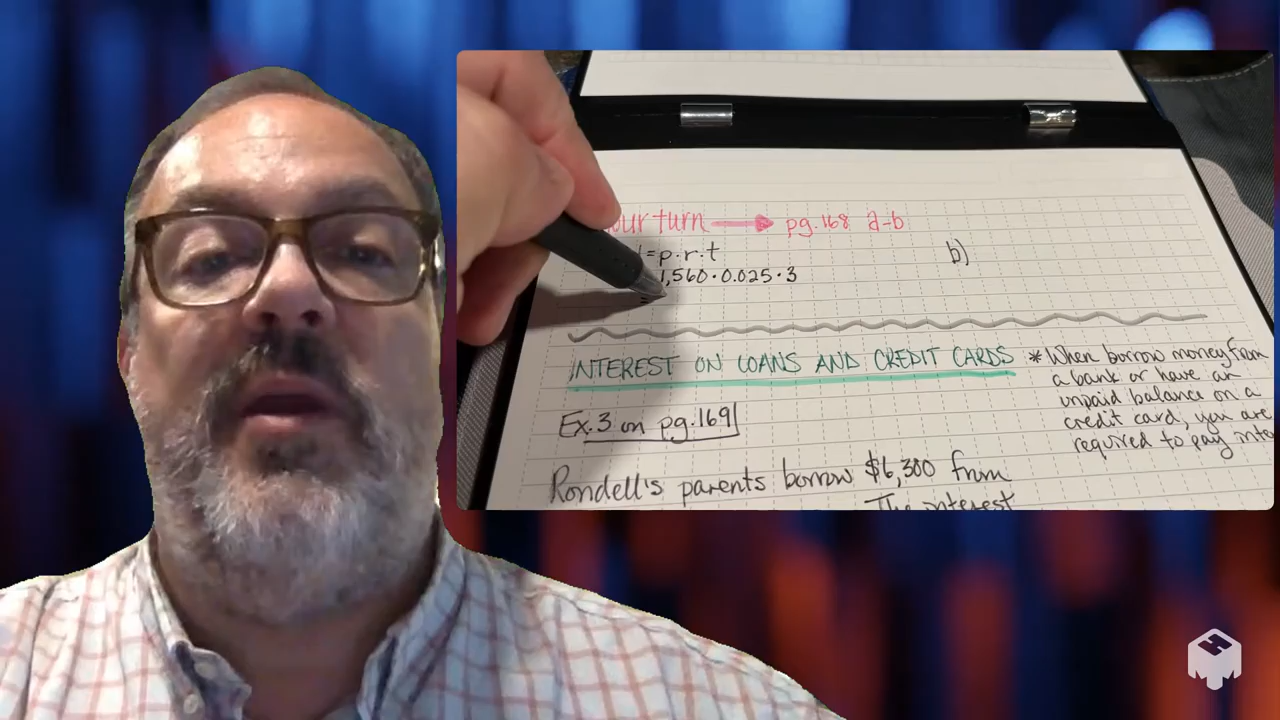 our turn → pg. 168 a-b
=p·r·t
1,560·0.025·3
=
b)
INTEREST ON LOANS AND CREDIT CARDS
* When borrow money from
a bank or have an
unpaid balance on a
credit card, you are
required to pay inte
Ex. 3 on pg. 169
Rondell's parents borrow $6,300 from
The interest